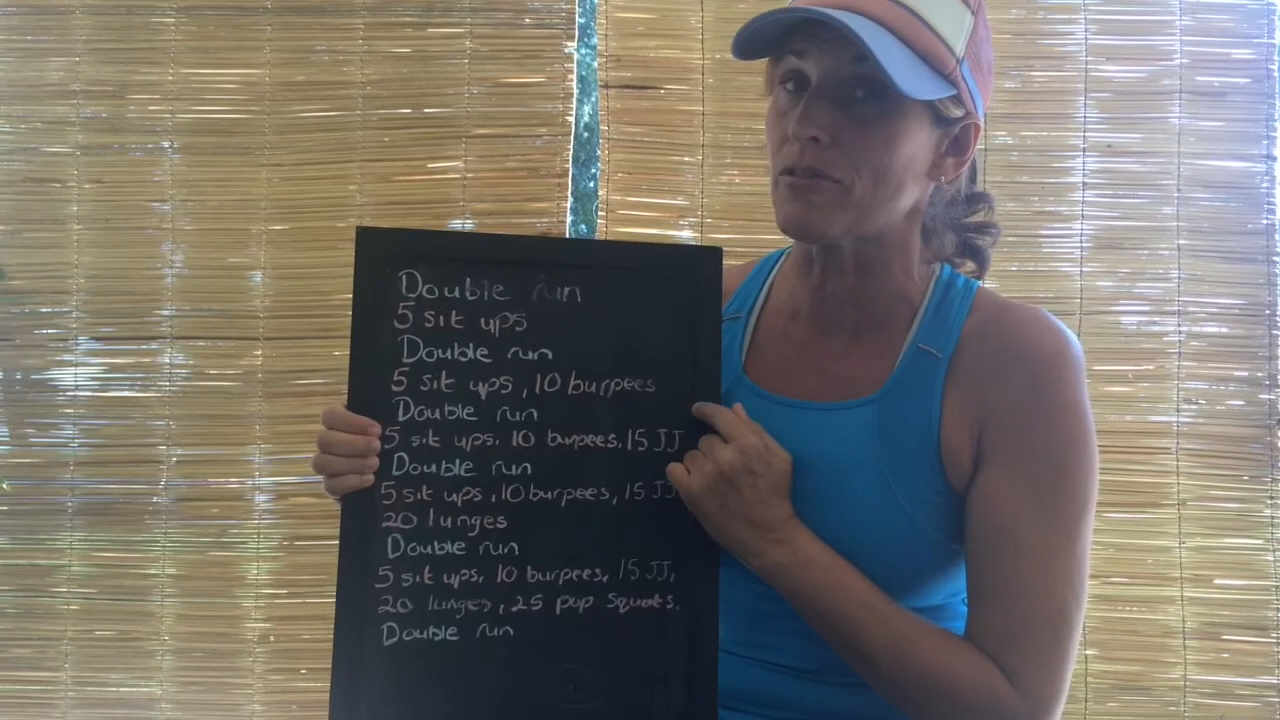 Double run
5 sit ups
Double run
5 sit ups, 10 burpees
Double run
5 sit ups. 10 burpees. 15 JJ
Double run
5 sit ups, 10 burpees, 15 JJ
20 lunges
Double run
5 sit ups, 10 burpees, 15 JJ,
20 lunges, 25 pop squats.
Double run